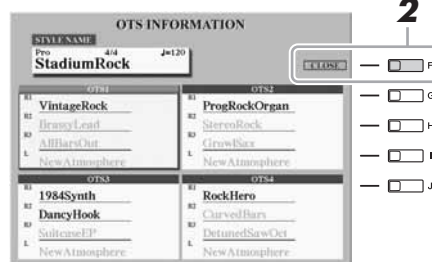 2
OTS INFORMATION
STYLE NAME
Pro 4/4 ♩=120
StadiumRock
CLOSE
F
G
H
I
J
OTS1
R1 VintageRock
R2 BrassyLead
R3 AllBarsOut
L NewAtmosphere
OTS2
R1 ProgRockOrgan
R2 StereoRock
R3 GrowlSax
L NewAtmosphere
OTS3
R1 1984Synth
R2 DancyHook
R3 SuitcaseEP
L NewAtmosphere
OTS4
R1 RockHero
R2 CurvedBars
R3 DetunedSawOct
L NewAtmosphere